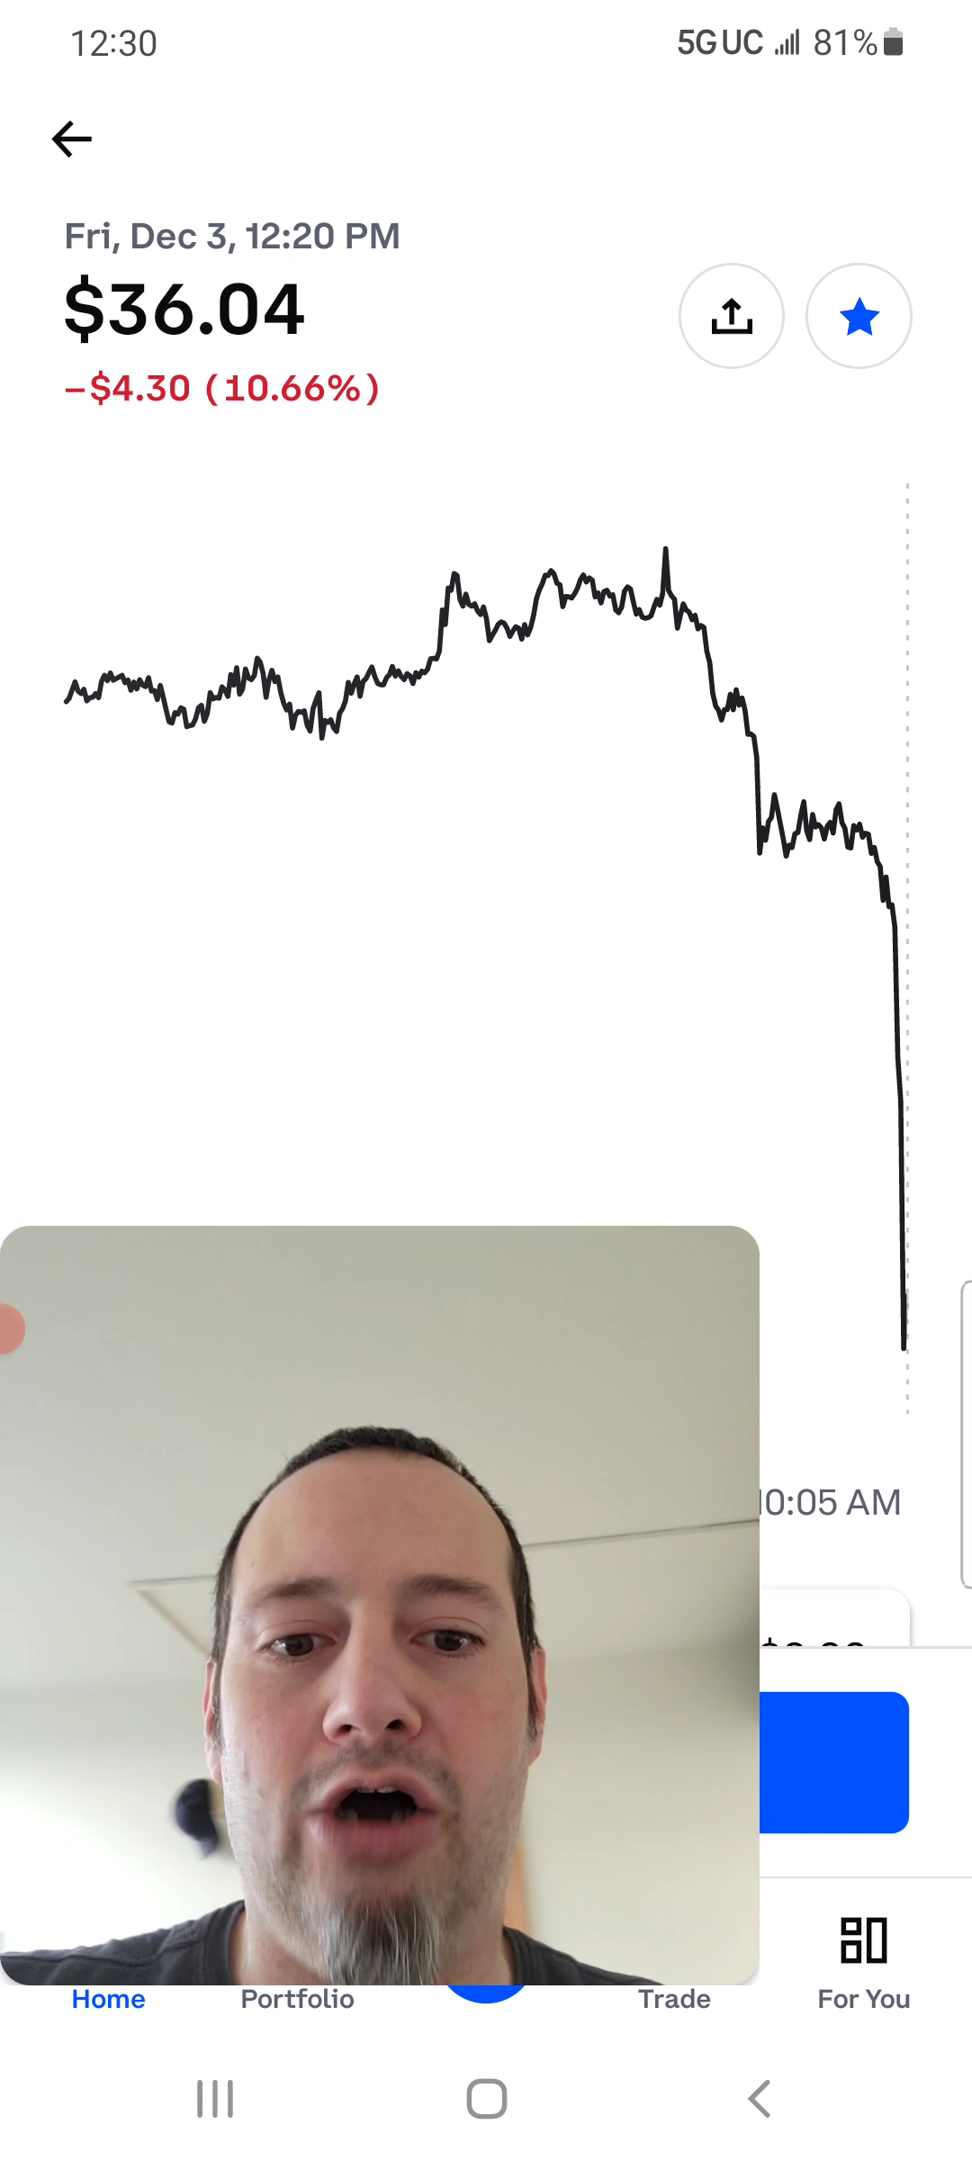 12:30 5G UC 81%
Fri, Dec 3, 12:20 PM
$36.04
–$4.30 (10.66%)
10:05 AM
Home Portfolio Trade For You